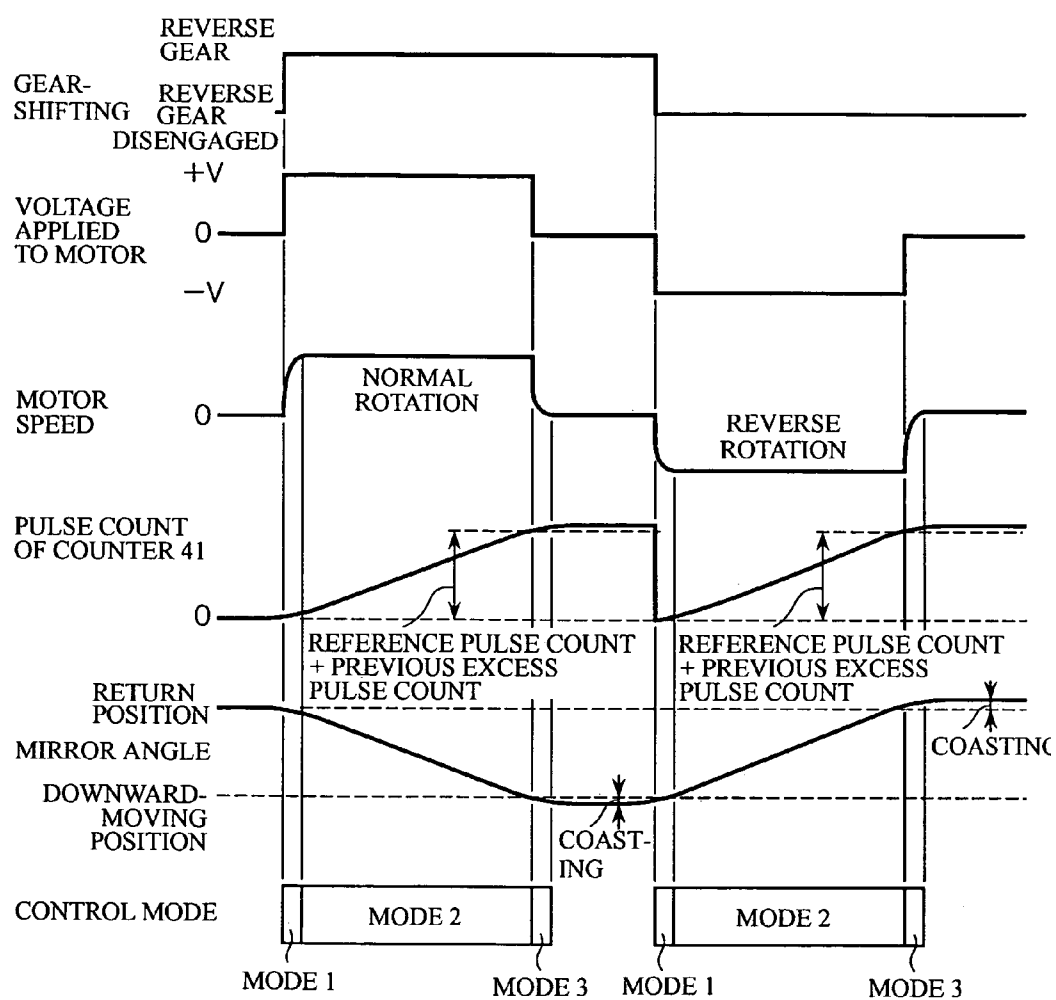 REVERSE
GEAR
GEAR-
SHIFTING
REVERSE
GEAR
DISENGAGED
+V
VOLTAGE
APPLIED
TO MOTOR
0
−V
MOTOR
SPEED
0
NORMAL
ROTATION
REVERSE
ROTATION
PULSE COUNT
OF COUNTER 41
0
REFERENCE PULSE COUNT
+ PREVIOUS EXCESS
PULSE COUNT
REFERENCE PULSE COUNT
+ PREVIOUS EXCESS
PULSE COUNT
RETURN
POSITION
MIRROR ANGLE
COASTING
DOWNWARD-
MOVING
POSITION
COAST-
ING
CONTROL MODE
MODE 2
MODE 2
MODE 1
MODE 3
MODE 1
MODE 3